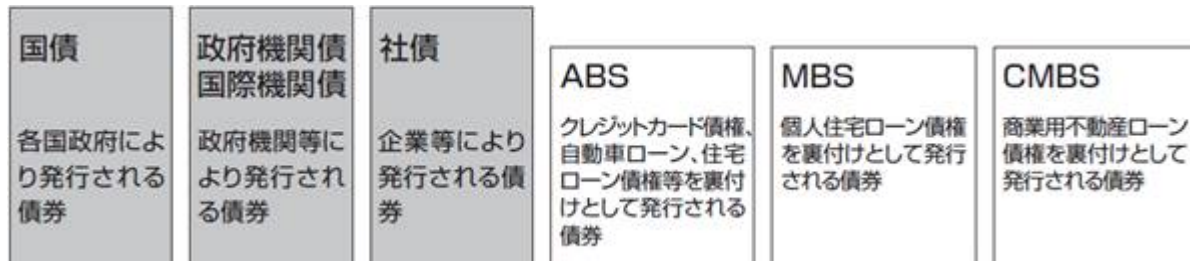 国債
各国政府によ
り発行される
債券
政府機関債
国際機関債
政府機関等に
より発行され
る債券
社債
企業等により
発行される債
券
ABS
クレジットカード債権、
自動車ローン、住宅
ローン債権等を裏付
けとして発行される
債券
MBS
個人住宅ローン債権
を裏付けとして発行
される債券
CMBS
商業用不動産ローン
債権を裏付けとして
発行される債券